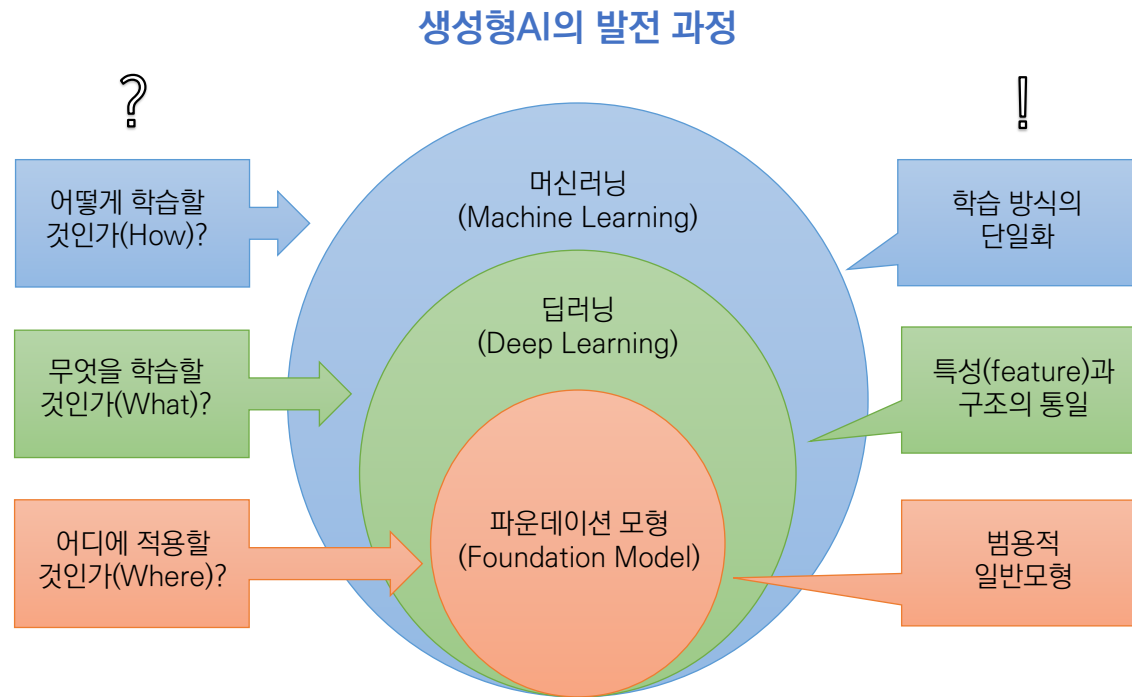 생성형AI의 발전 과정
?
!
어떻게 학습할
것인가(How)?
머신러닝
(Machine Learning)
학습 방식의
단일화
무엇을 학습할
것인가(What)?
딥러닝
(Deep Learning)
특성(feature)과
구조의 통일
어디에 적용할
것인가(Where)?
파운데이션 모형
(Foundation Model)
범용적
일반모형